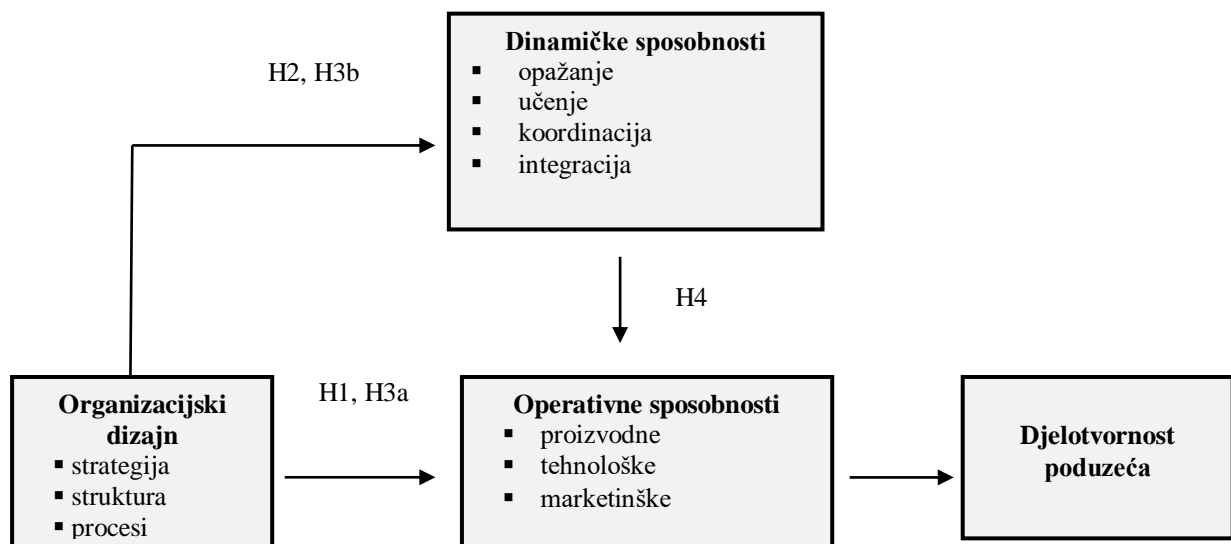 Dinamičke sposobnosti
▪ opažanje
▪ učenje
▪ koordinacija
▪ integracija
H2, H3b
H4
Organizacijski
dizajn
▪ strategija
▪ struktura
▪ procesi
H1, H3a
Operativne sposobnosti
▪ proizvodne
▪ tehnološke
▪ marketinške
Djelotvornost
poduzeća